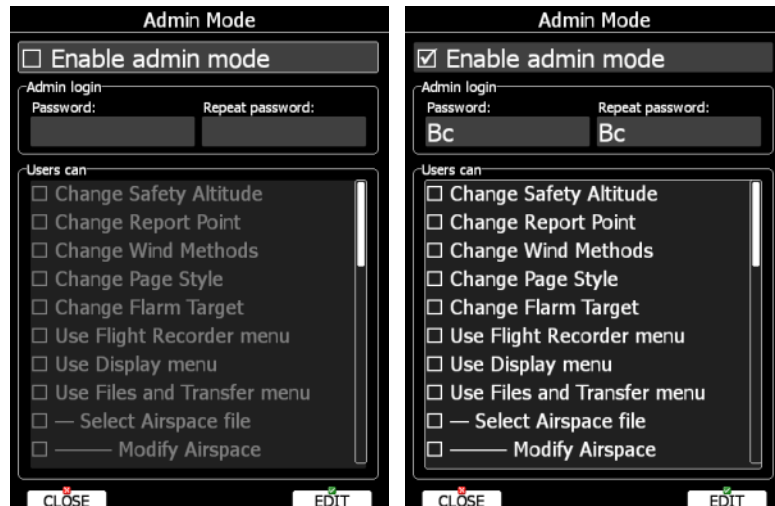 Admin Mode
Enable admin mode
Admin login
Password: Repeat password:
Users can
Change Safety Altitude
Change Report Point
Change Wind Methods
Change Page Style
Change Flarm Target
Use Flight Recorder menu
Use Display menu
Use Files and Transfer menu
— Select Airspace file
——— Modify Airspace
CLOSE EDIT
Admin Mode
Enable admin mode
Admin login
Password: Repeat password:
Bc Bc
Users can
Change Safety Altitude
Change Report Point
Change Wind Methods
Change Page Style
Change Flarm Target
Use Flight Recorder menu
Use Display menu
Use Files and Transfer menu
— Select Airspace file
——— Modify Airspace
CLOSE EDIT